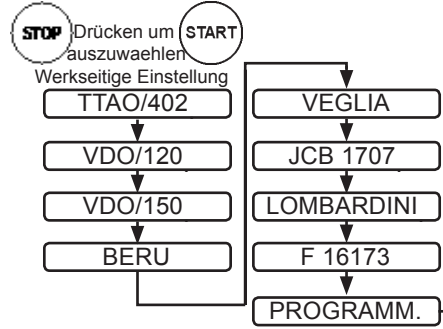 STOP Drücken um START
auszuwaehlen
Werkseitige Einstellung
TTAO/402
VDO/120
VDO/150
BERU
VEGLIA
JCB 1707
LOMBARDINI
F 16173
PROGRAMM.